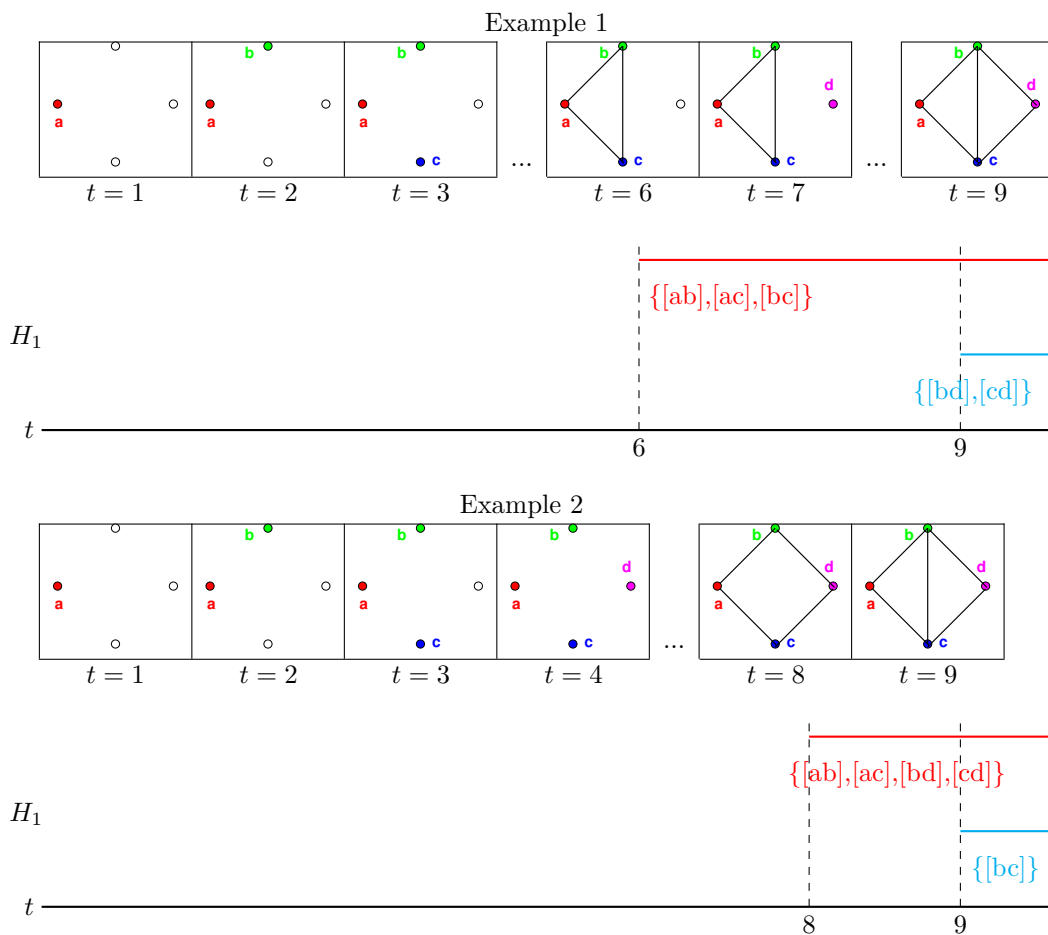 Example 1
b b b b b
d d
a a a a a a
c c c c
... ...
t = 1 t = 2 t = 3 t = 6 t = 7 t = 9
{[ab],[ac],[bc]}
H₁
{[bd],[cd]}
t
6 9
Example 2
b b b b b
d d d
a a a a a a
c c c c
...
t = 1 t = 2 t = 3 t = 4 t = 8 t = 9
{[ab],[ac],[bd],[cd]}
H₁
{[bc]}
t
8 9